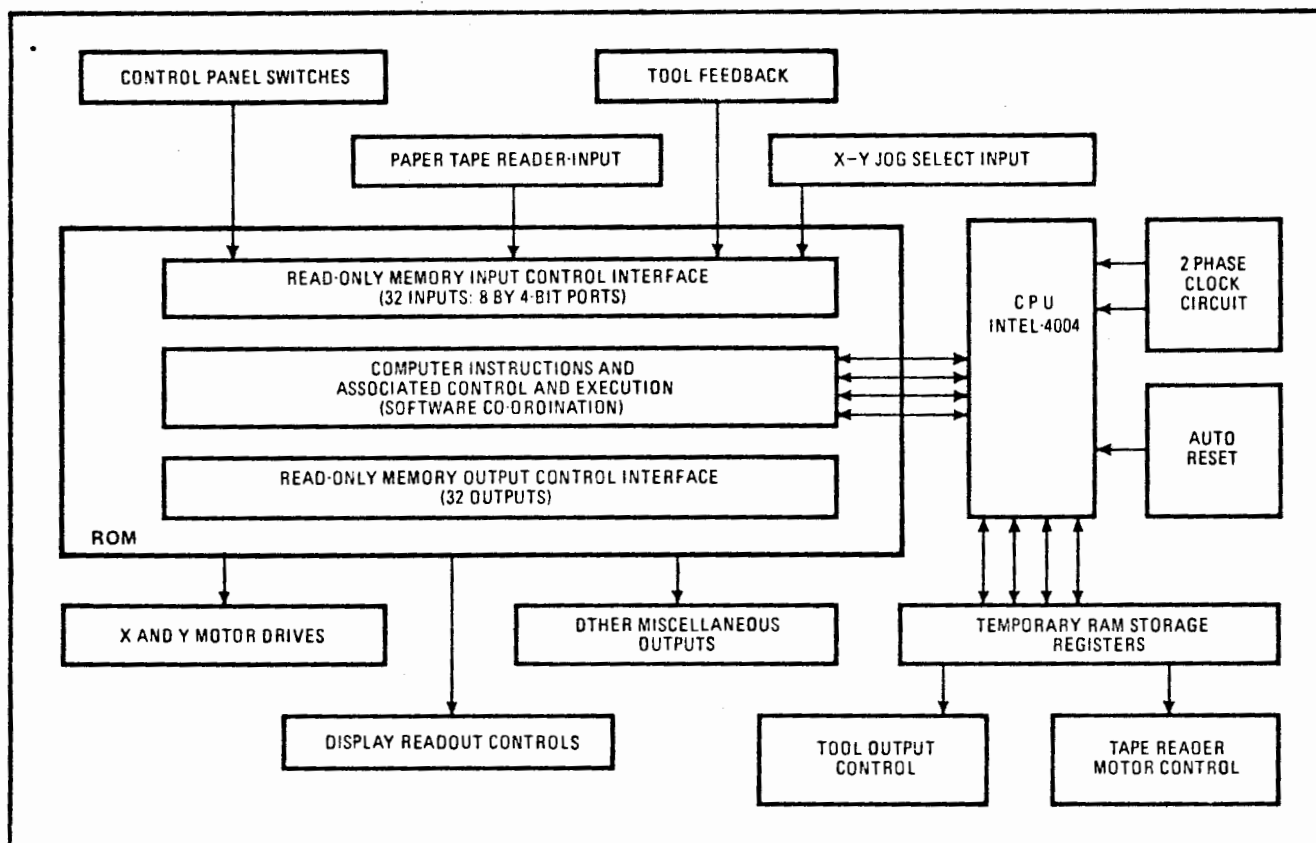 CONTROL PANEL SWITCHES
TOOL FEEDBACK
PAPER TAPE READER-INPUT
X-Y JOG SELECT INPUT
READ-ONLY MEMORY INPUT CONTROL INTERFACE
(32 INPUTS: 8 BY 4-BIT PORTS)
COMPUTER INSTRUCTIONS AND
ASSOCIATED CONTROL AND EXECUTION
(SOFTWARE CO-ORDINATION)
READ-ONLY MEMORY OUTPUT CONTROL INTERFACE
(32 OUTPUTS)
ROM
CPU
INTEL-4004
2 PHASE
CLOCK
CIRCUIT
AUTO
RESET
X AND Y MOTOR DRIVES
OTHER MISCELLANEOUS
OUTPUTS
TEMPORARY RAM STORAGE
REGISTERS
DISPLAY READOUT CONTROLS
TOOL OUTPUT
CONTROL
TAPE READER
MOTOR CONTROL